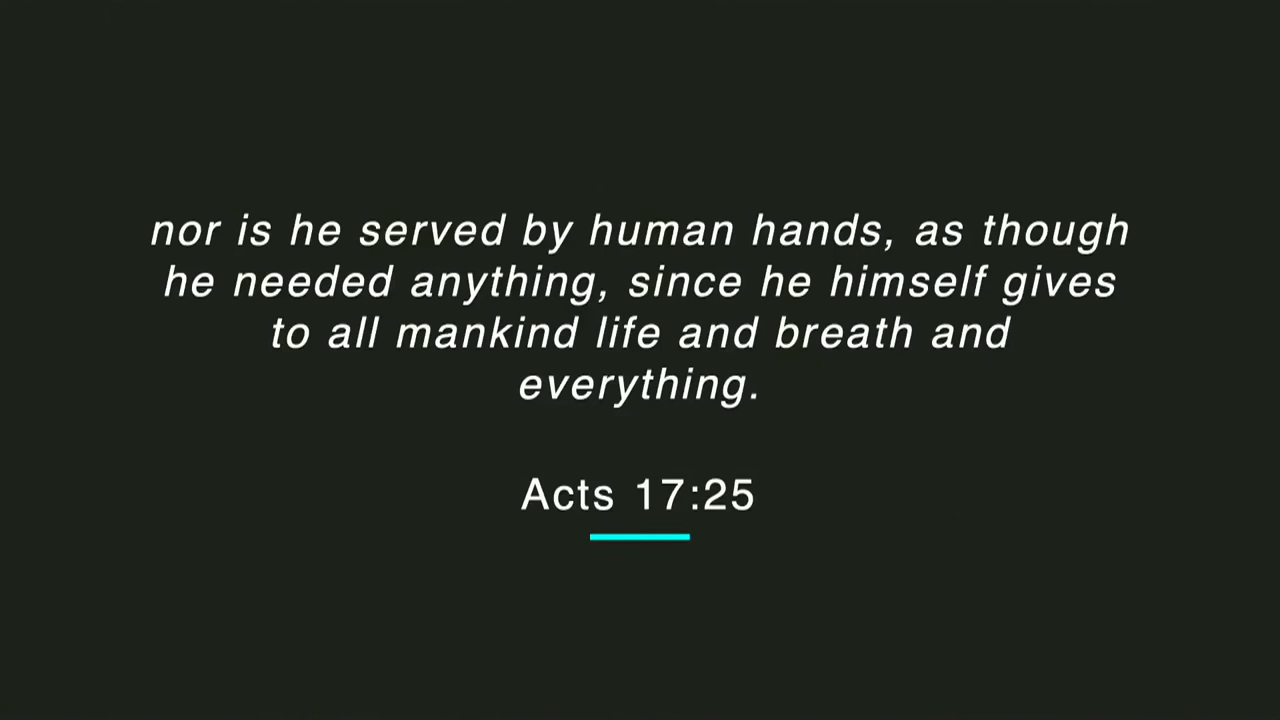 nor is he served by human hands, as though
he needed anything, since he himself gives
to all mankind life and breath and
everything.
Acts 17:25